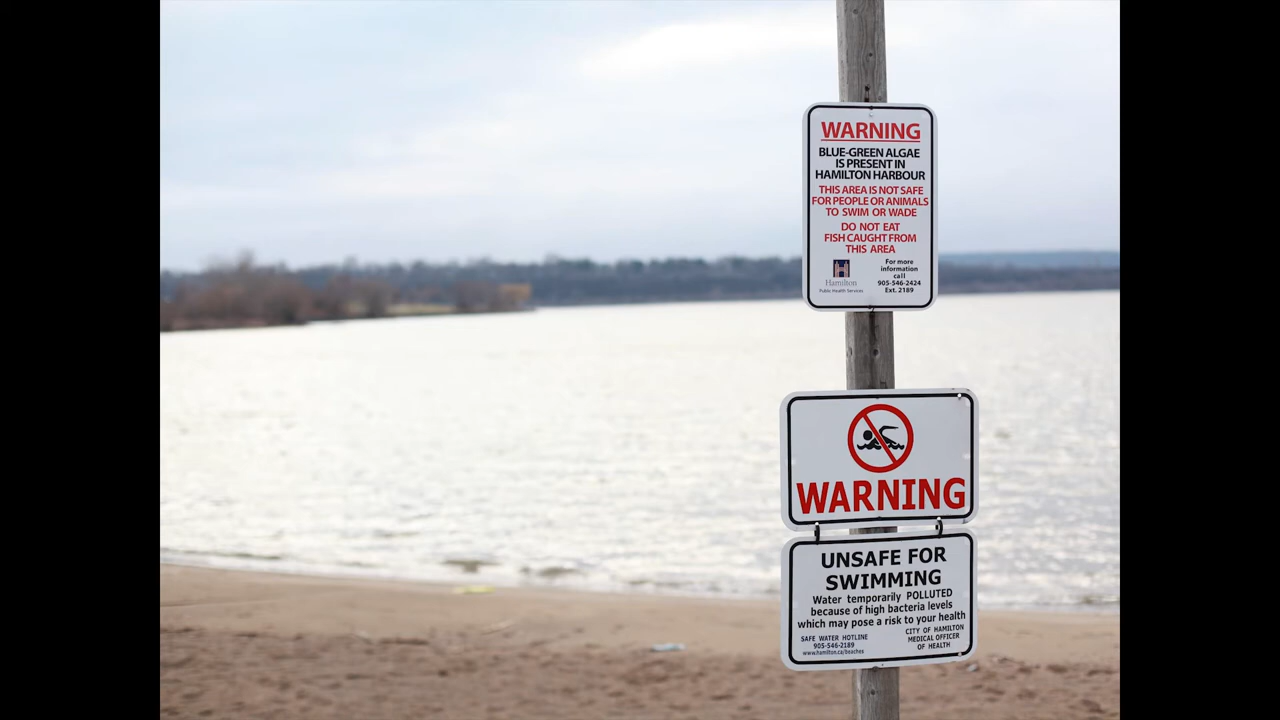 WARNING
BLUE-GREEN ALGAE
IS PRESENT IN
HAMILTON HARBOUR
THIS AREA IS NOT SAFE
FOR PEOPLE OR ANIMALS
TO SWIM OR WADE
DO NOT EAT
FISH CAUGHT FROM
THIS AREA
Hamilton
Public Health Services
For more
information
call
905-546-2424
Ext. 2189
WARNING
UNSAFE FOR
SWIMMING
Water temporarily POLLUTED
because of high bacteria levels
which may pose a risk to your health
SAFE WATER HOTLINE
905-546-2189
www.hamilton.ca/beaches
CITY OF HAMILTON
MEDICAL OFFICER
OF HEALTH